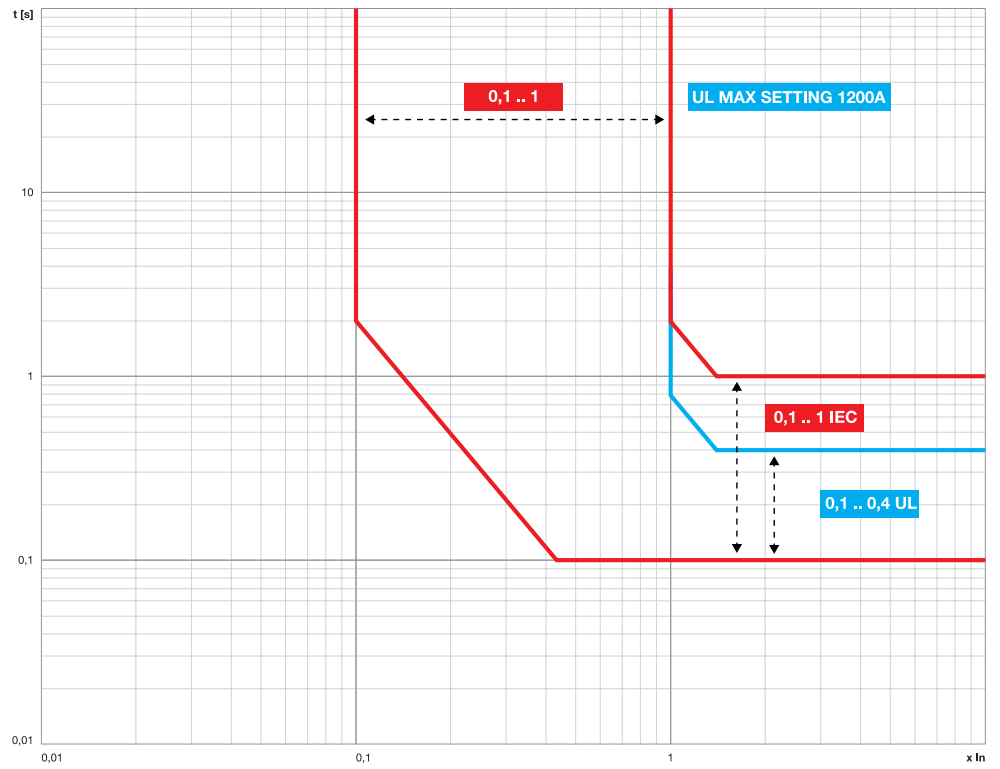 t [s]
0,1 .. 1
UL MAX SETTING 1200A
10
1
0,1 .. 1 IEC
0,1 .. 0,4 UL
0,1
0,01
0,01
0,1
1
x In